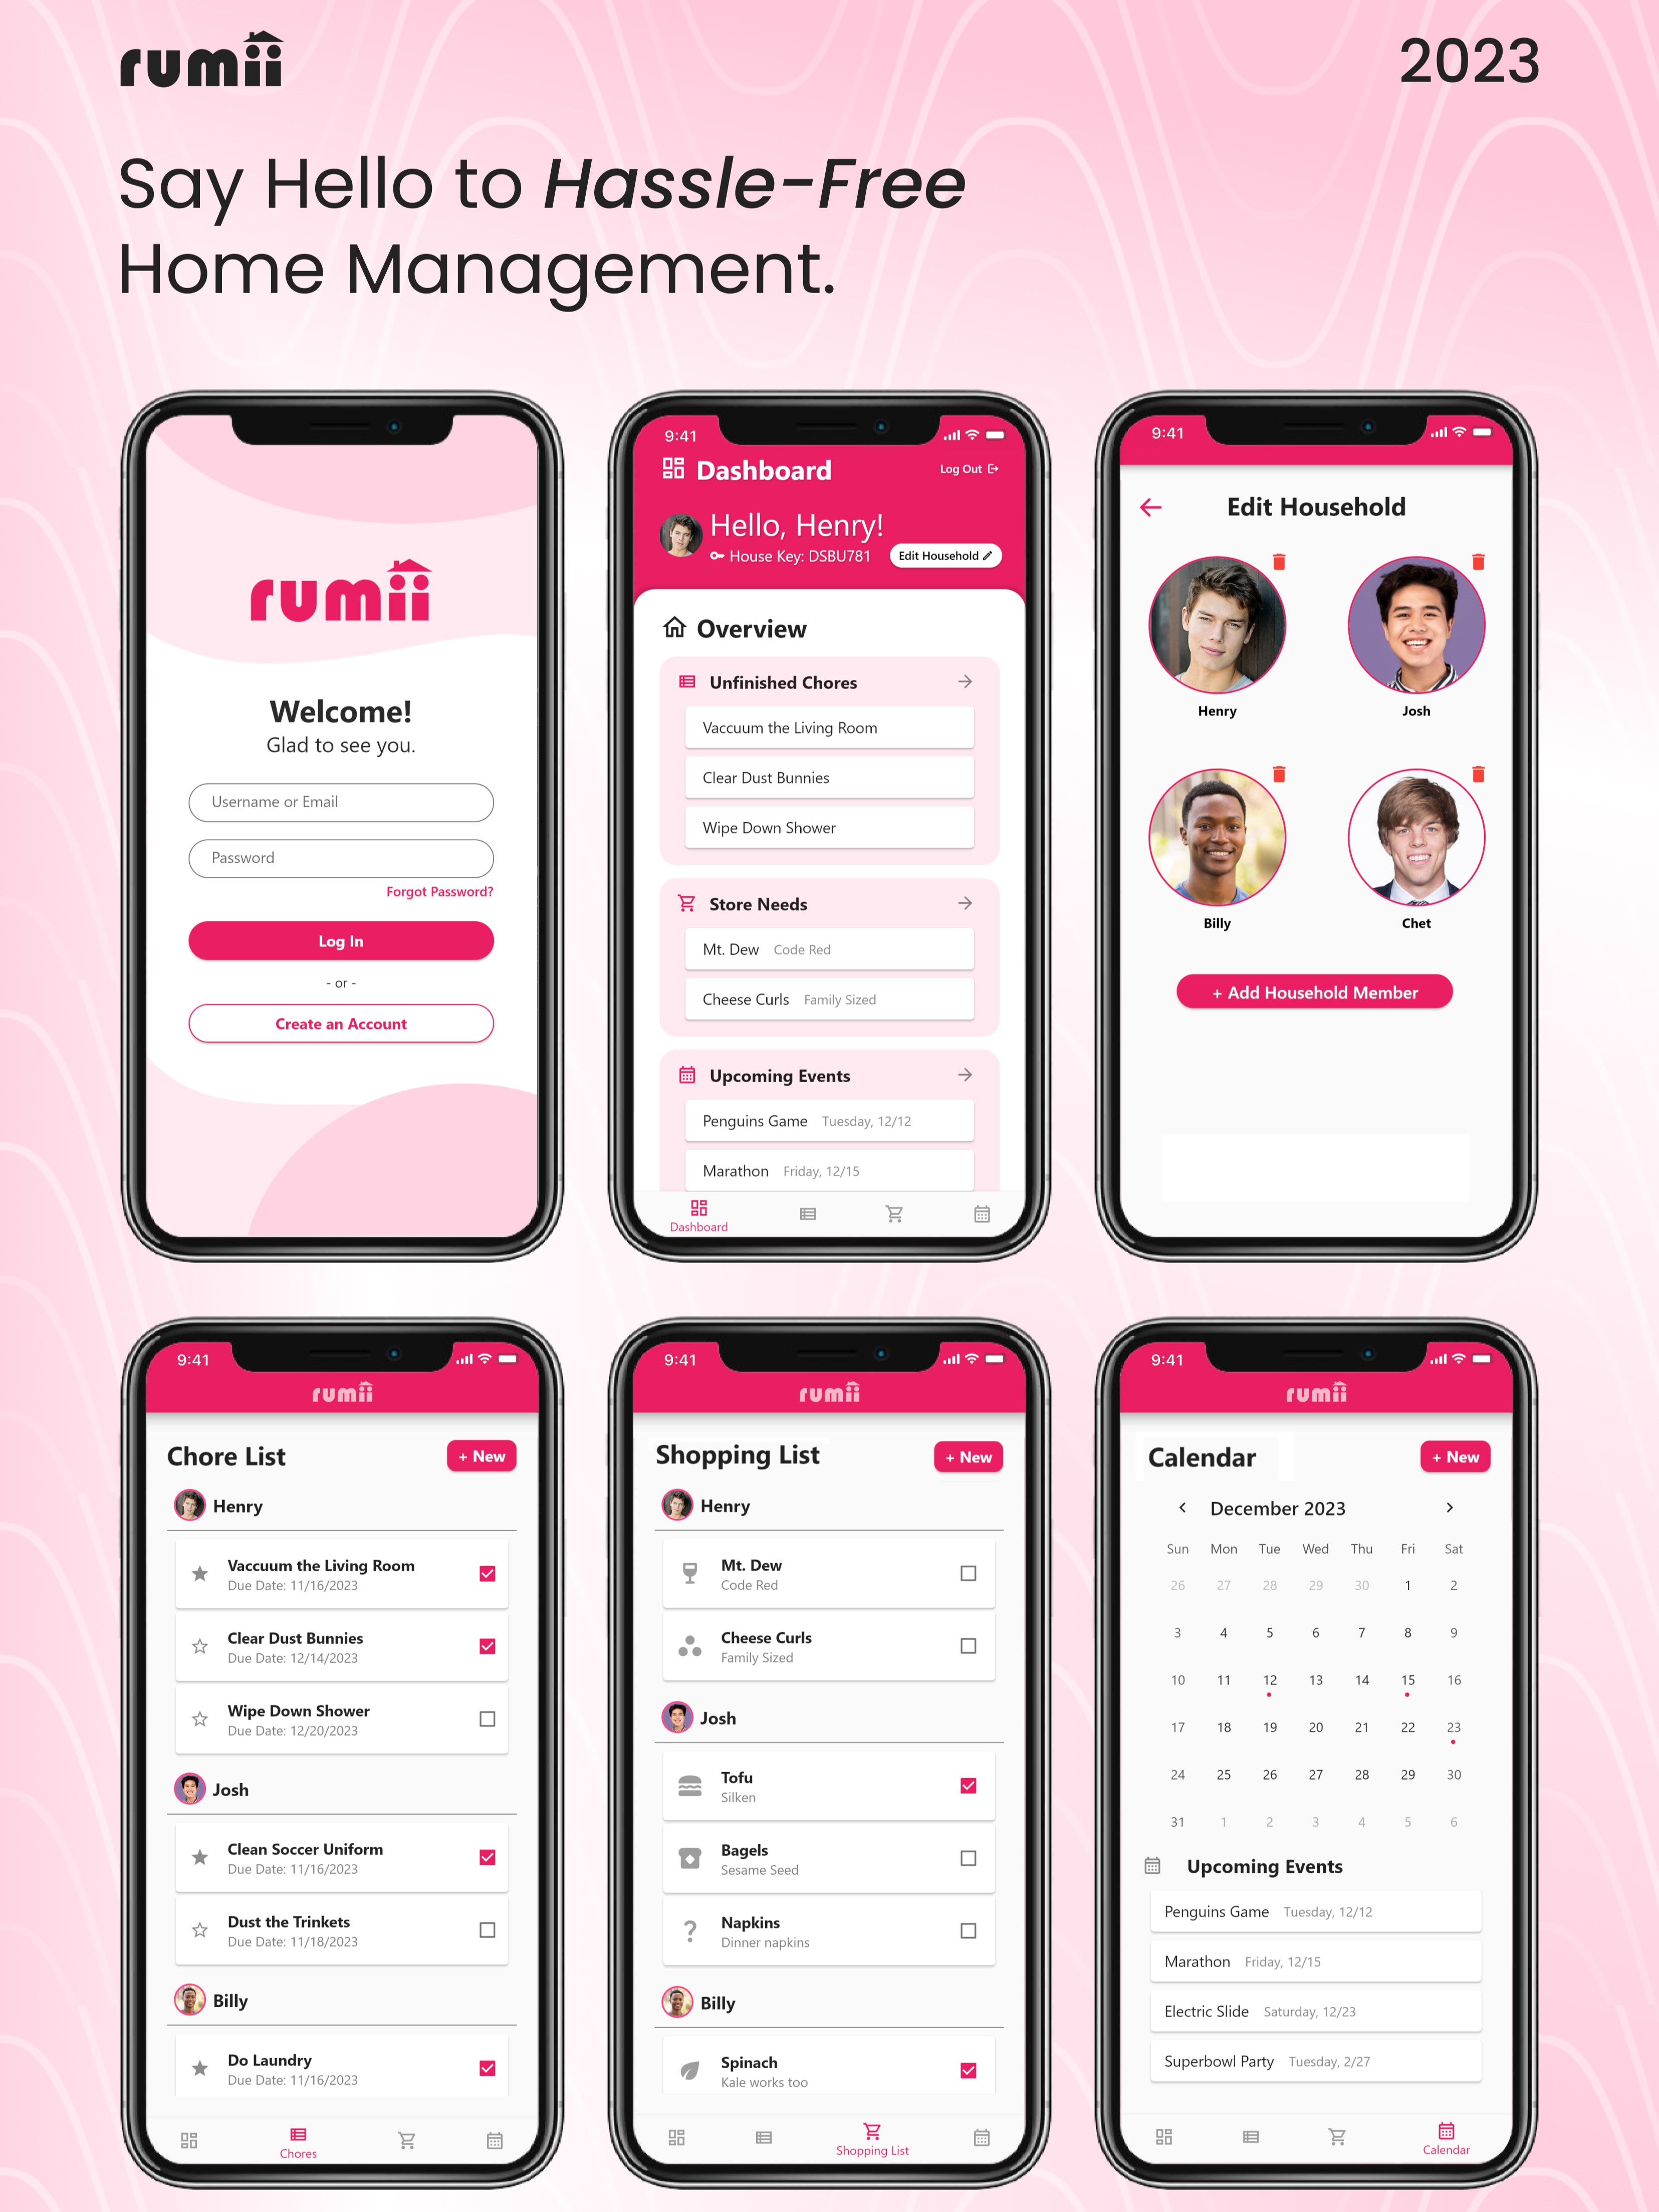 rumii
2023
Say Hello to Hassle-Free
Home Management.
rumii
Welcome!
Glad to see you.
Username or Email
Password
Forgot Password?
Log In
- or -
Create an Account
9:41
Dashboard
Log Out
Hello, Henry!
House Key: DSBU781
Edit Household
Overview
Unfinished Chores
Vaccuum the Living Room
Clear Dust Bunnies
Wipe Down Shower
Store Needs
Mt. Dew Code Red
Cheese Curls Family Sized
Upcoming Events
Penguins Game Tuesday, 12/12
Marathon Friday, 12/15
Dashboard
9:41
Edit Household
Henry
Josh
Billy
Chet
+ Add Household Member
9:41
rumii
Chore List
+ New
Henry
Vaccuum the Living Room
Due Date: 11/16/2023
Clear Dust Bunnies
Due Date: 12/14/2023
Wipe Down Shower
Due Date: 12/20/2023
Josh
Clean Soccer Uniform
Due Date: 11/16/2023
Dust the Trinkets
Due Date: 11/18/2023
Billy
Do Laundry
Due Date: 11/16/2023
Chores
9:41
rumii
Shopping List
+ New
Henry
Mt. Dew
Code Red
Cheese Curls
Family Sized
Josh
Tofu
Silken
Bagels
Sesame Seed
? Napkins
Dinner napkins
Billy
Spinach
Kale works too
Shopping List
9:41
rumii
Calendar
+ New
< December 2023 >
Sun Mon Tue Wed Thu Fri Sat
26 27 28 29 30 1 2
3 4 5 6 7 8 9
10 11 12 13 14 15 16
17 18 19 20 21 22 23
24 25 26 27 28 29 30
31 1 2 3 4 5 6
Upcoming Events
Penguins Game Tuesday, 12/12
Marathon Friday, 12/15
Electric Slide Saturday, 12/23
Superbowl Party Tuesday, 2/27
Calendar